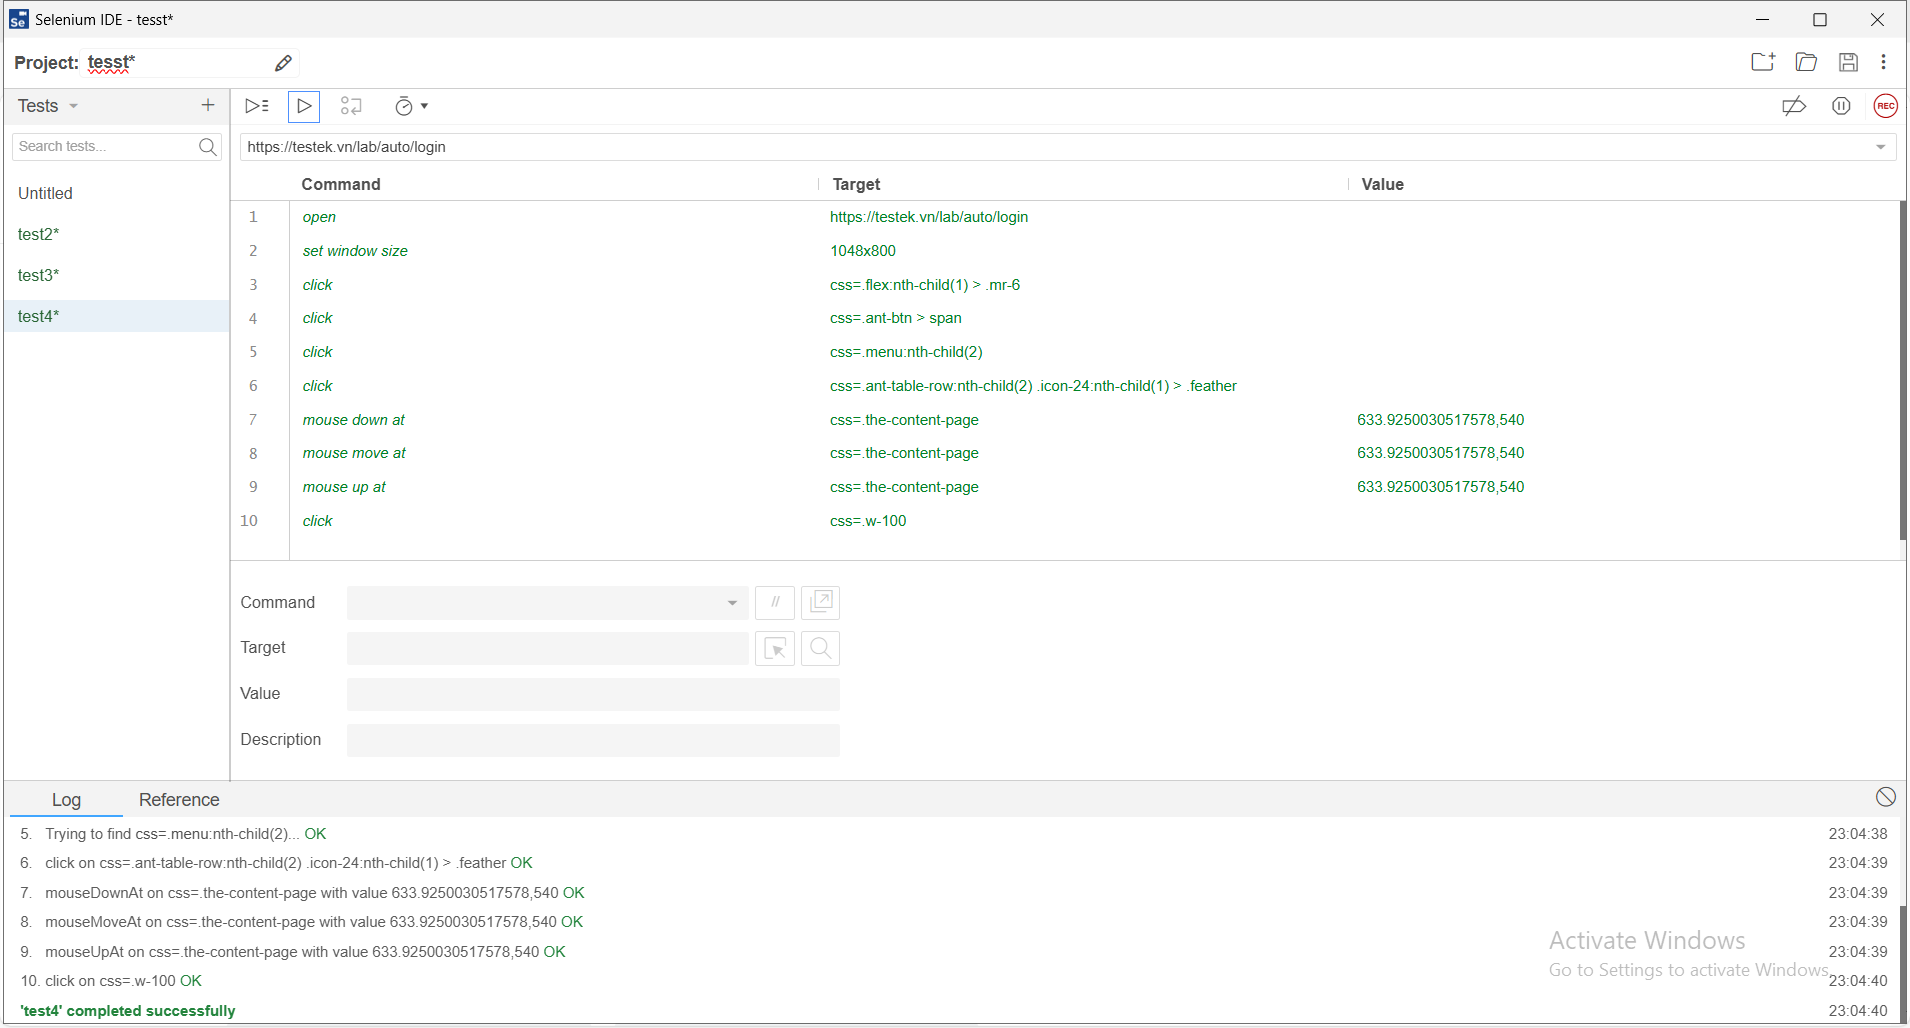 Se Selenium IDE - tesst*
Project: tesst*
Tests
Search tests...
Untitled
test2*
test3*
test4*
REC
https://testek.vn/lab/auto/login
Command Target Value
1 open https://testek.vn/lab/auto/login
2 set window size 1048x800
3 click css=.flex:nth-child(1) > .mr-6
4 click css=.ant-btn > span
5 click css=.menu:nth-child(2)
6 click css=.ant-table-row:nth-child(2) .icon-24:nth-child(1) > .feather
7 mouse down at css=.the-content-page 633.9250030517578,540
8 mouse move at css=.the-content-page 633.9250030517578,540
9 mouse up at css=.the-content-page 633.9250030517578,540
10 click css=.w-100
Command //
Target
Value
Description
Log Reference
5. Trying to find css=.menu:nth-child(2)... OK 23:04:38
6. click on css=.ant-table-row:nth-child(2) .icon-24:nth-child(1) > .feather OK 23:04:39
7. mouseDownAt on css=.the-content-page with value 633.9250030517578,540 OK 23:04:39
8. mouseMoveAt on css=.the-content-page with value 633.9250030517578,540 OK 23:04:39
9. mouseUpAt on css=.the-content-page with value 633.9250030517578,540 OK 23:04:39
10. click on css=.w-100 OK 23:04:40
'test4' completed successfully 23:04:40
Activate Windows
Go to Settings to activate Windows.